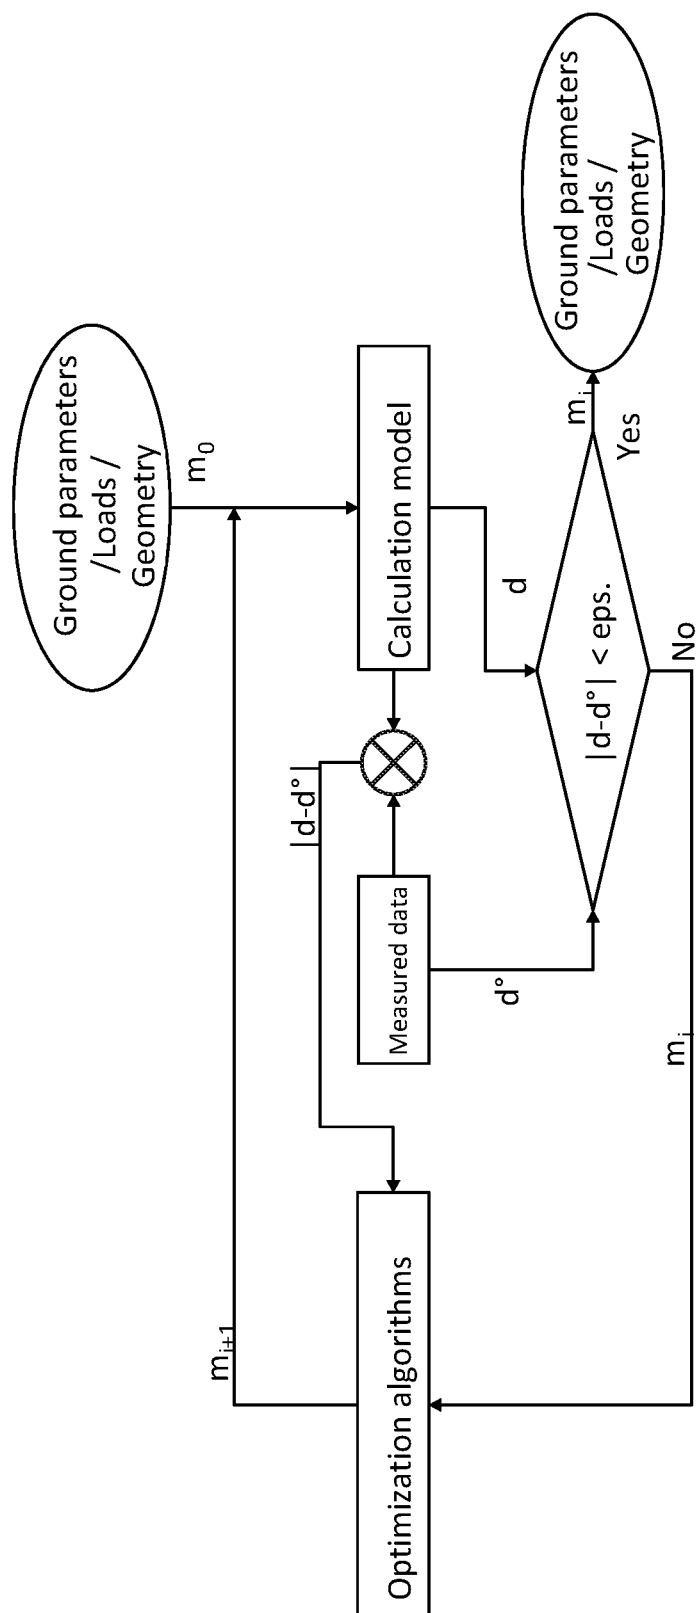 Ground parameters
/Loads /
Geometry
m0
mi+1
|d-d°|
Optimization algorithms
Measured data
Calculation model
d°
d
|d-d°| < eps.
mi
Yes
No
mi
Ground parameters
/Loads /
Geometry